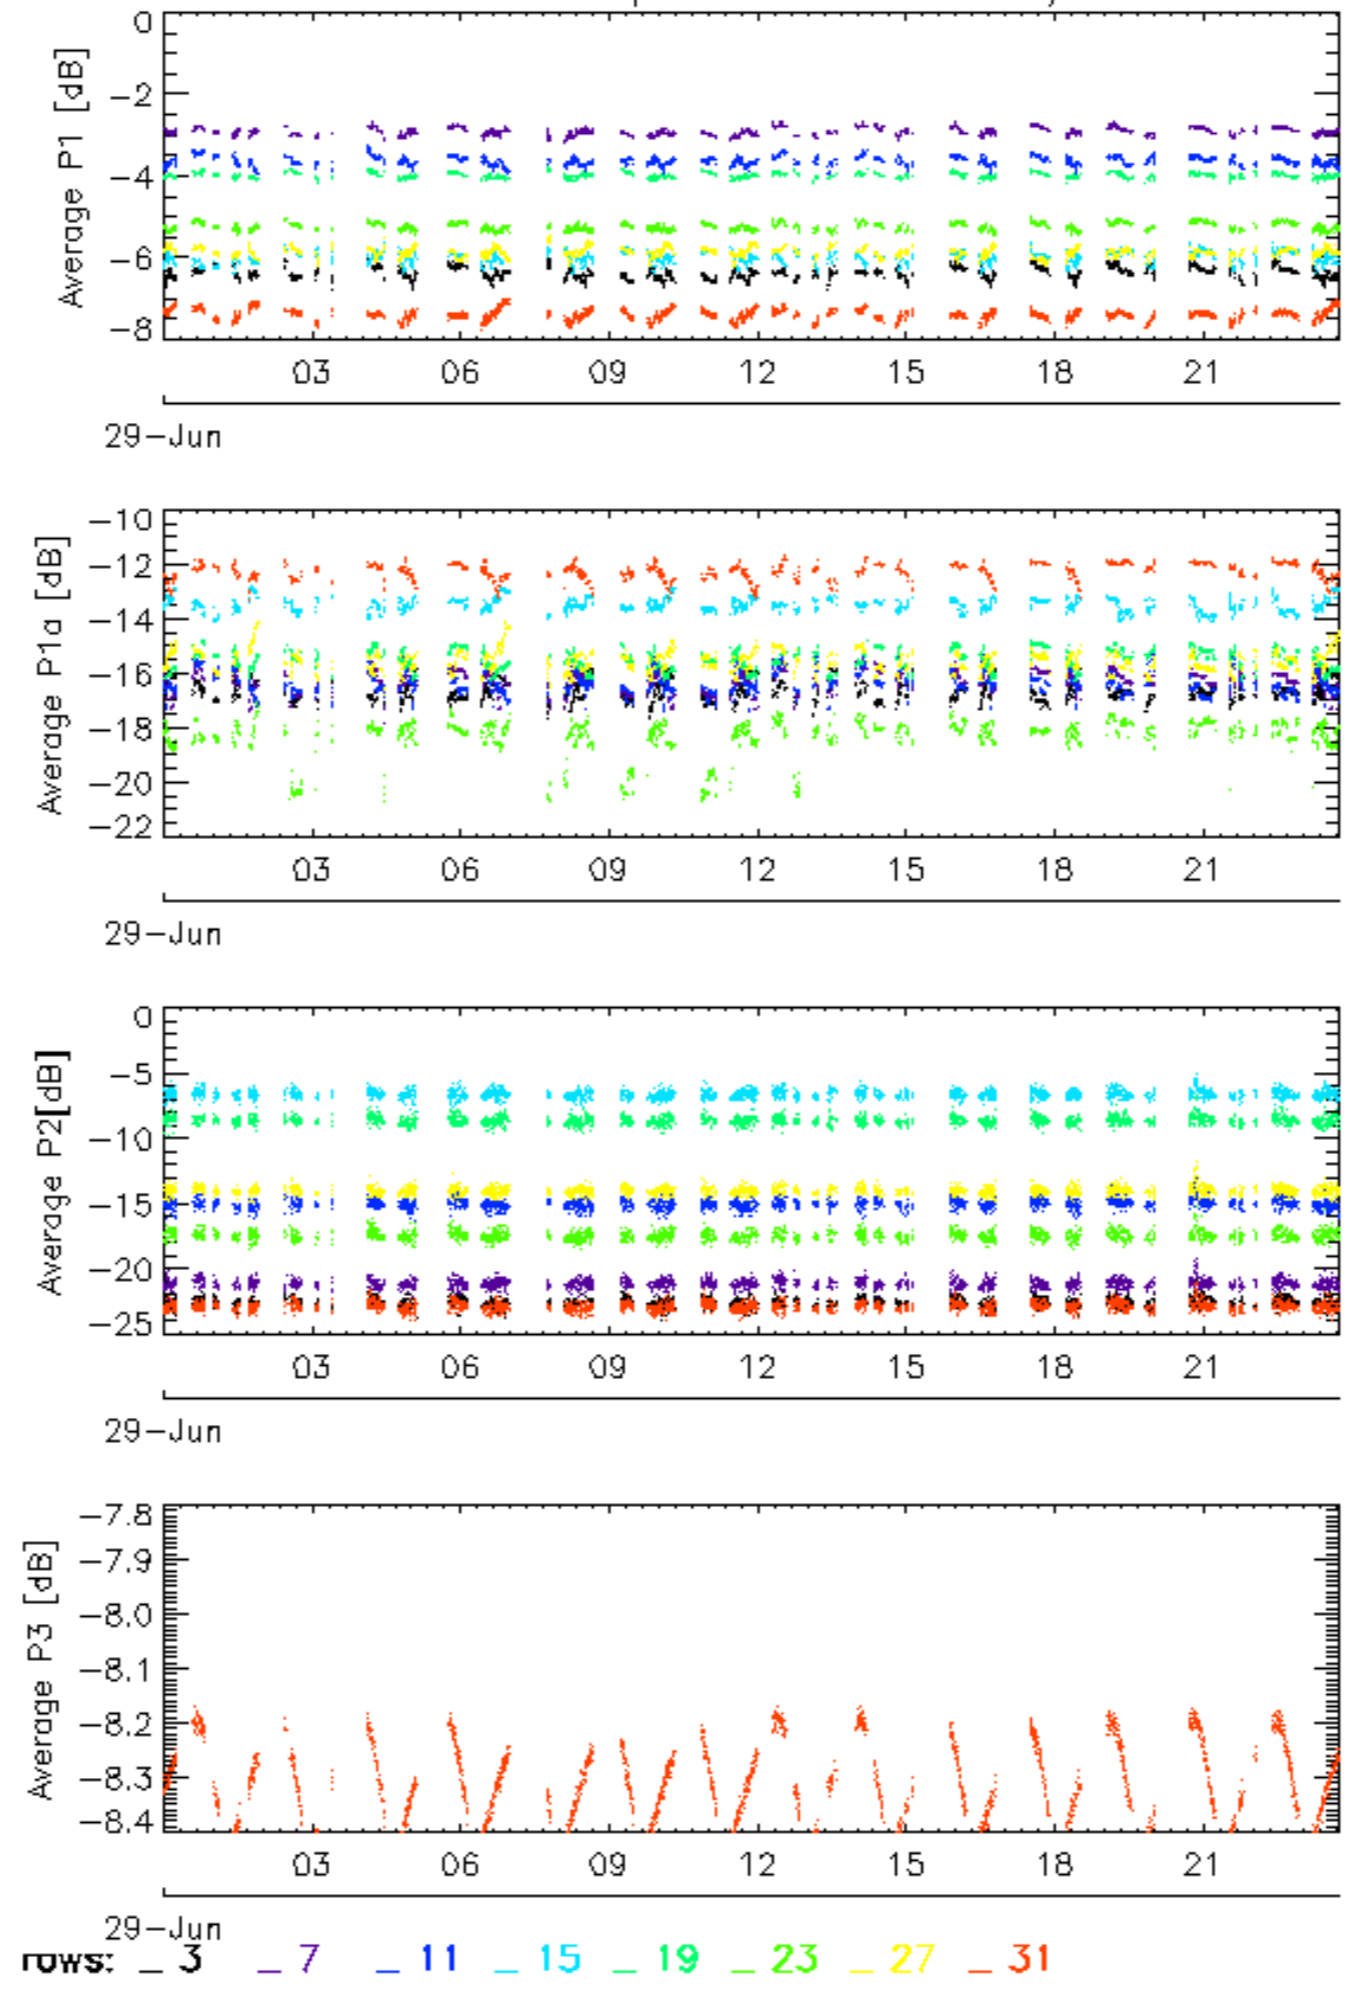 Average P1 [dB]
0
−2
−4
−6
−8
03 06 09 12 15 18 21
29−Jun
Average P1a [dB]
−10
−12
−14
−16
−18
−20
−22
03 06 09 12 15 18 21
29−Jun
Average P2[dB]
0
−5
−10
−15
−20
−25
03 06 09 12 15 18 21
29−Jun
Average P3 [dB]
−7.8
−7.9
−8.0
−8.1
−8.2
−8.3
−8.4
03 06 09 12 15 18 21
29−Jun
rows: _ 3 _ 7 _ 11 _ 15 _ 19 _ 23 _ 27 _ 31